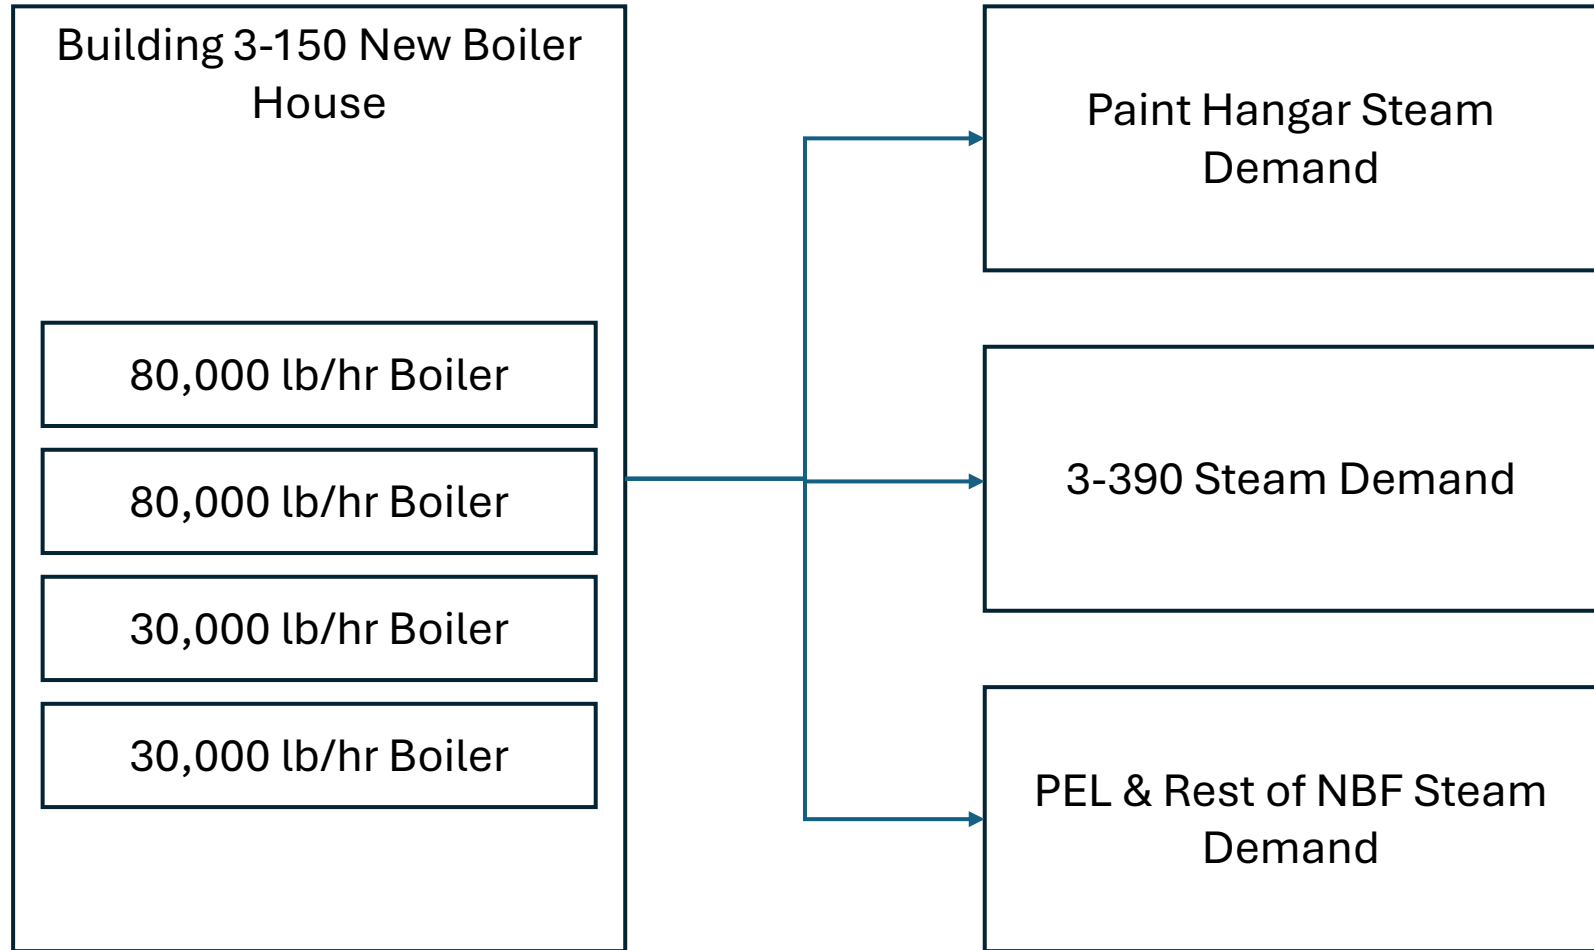 Building 3-150 New Boiler
House
80,000 lb/hr Boiler
80,000 lb/hr Boiler
30,000 lb/hr Boiler
30,000 lb/hr Boiler
Paint Hangar Steam
Demand
3-390 Steam Demand
PEL & Rest of NBF Steam
Demand